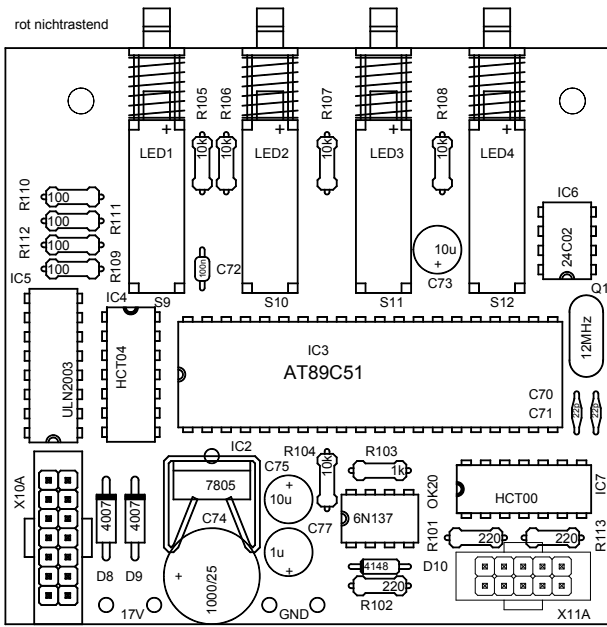 rot nichtrastend
R105
R106
R107
R108
+
+
+
+
LED1
10k
10k
LED2
10k
LED3
10k
LED4
IC6
R110
100
R111
100
R112
100
R109
100
100n
C72
10u
+
C73
24C02
IC5
IC4
S9
S10
S11
S12
Q1
ULN2003
HCT04
IC3
AT89C51
12MHz
C70
C71
22p
22p
IC2
R104
10k
R103
1k
X10A
4007
4007
7805
C75
+
10u
C74
C77
1u
+
6N137
OK20
HCT00
IC7
R101
220
220
R113
D8
D9
+
1000/25
4148
D10
220
R102
17V
GND
X11A